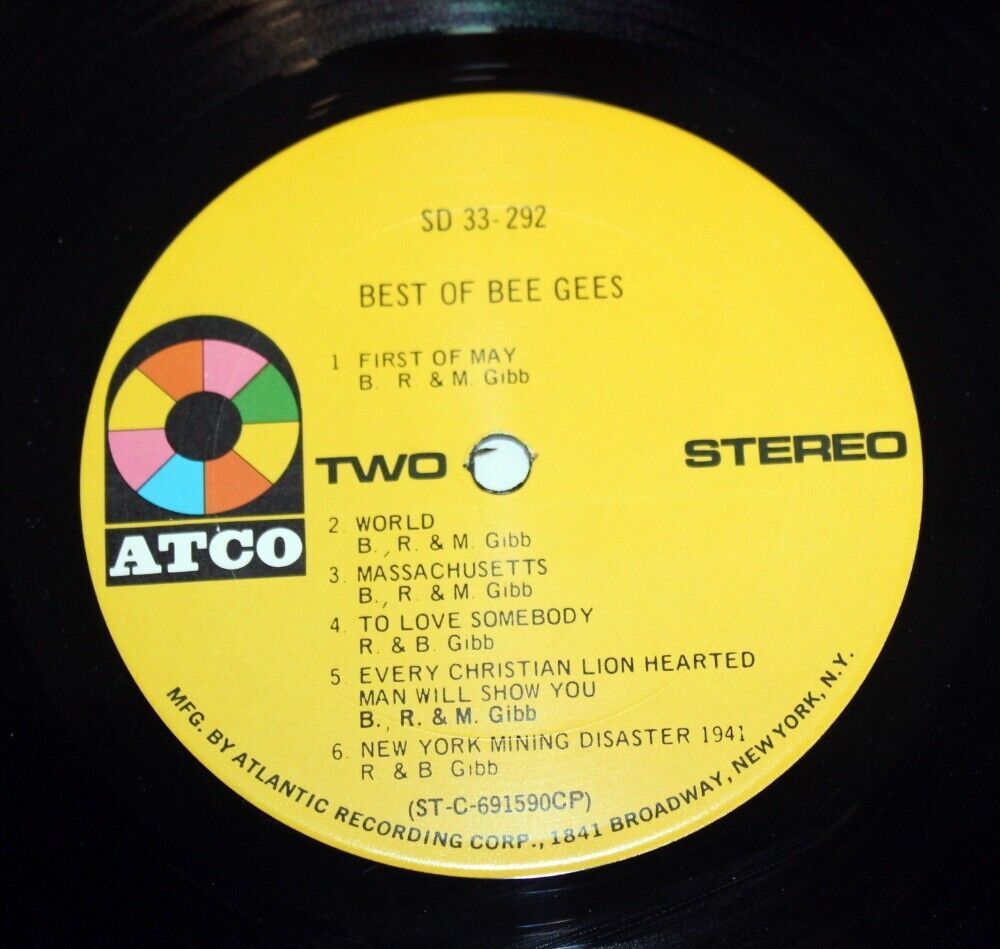 SD 33-292
BEST OF BEE GEES
1 FIRST OF MAY
B. R & M. Gibb
TWO
STEREO
ATCO
2. WORLD
B., R. & M. Gibb
3. MASSACHUSETTS
B., R. & M. Gibb
4. TO LOVE SOMEBODY
R. & B. Gibb
5. EVERY CHRISTIAN LION HEARTED
MAN WILL SHOW YOU
B., R. & M. Gibb
6. NEW YORK MINING DISASTER 1941
R & B Gibb
(ST-C-691590CP)
MFG. BY ATLANTIC RECORDING CORP., 1841 BROADWAY, NEW YORK, N.Y.